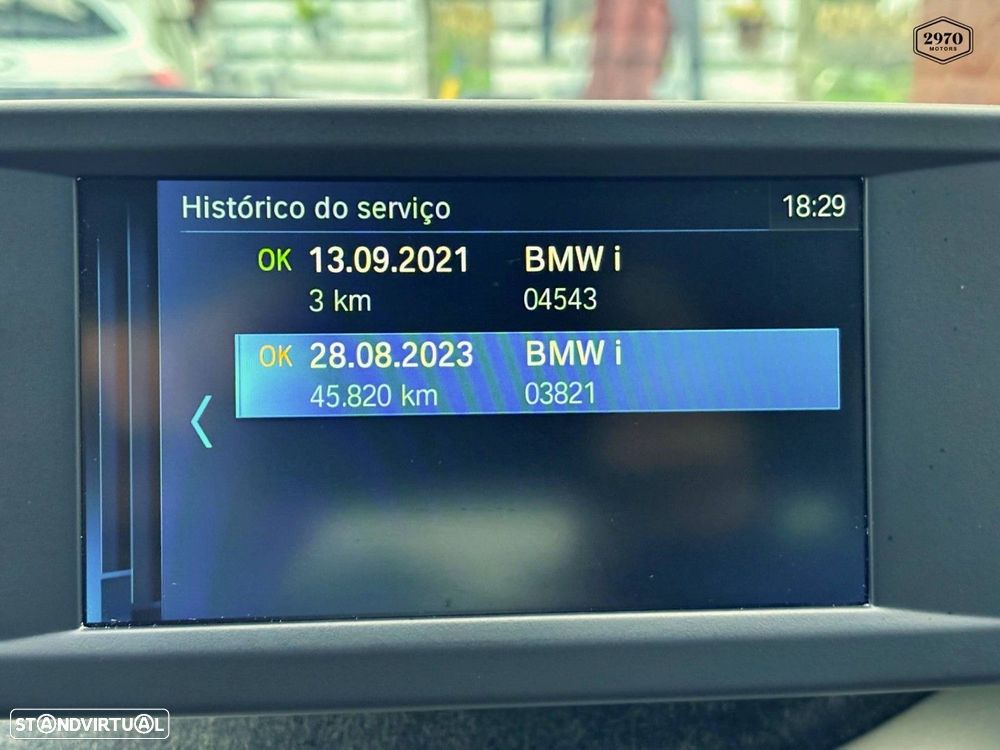 2970
MOTORS
Histórico do serviço 18:29
OK 13.09.2021 BMW i
3 km 04543
OK 28.08.2023 BMW i
45.820 km 03821
STANDVIRTUAL